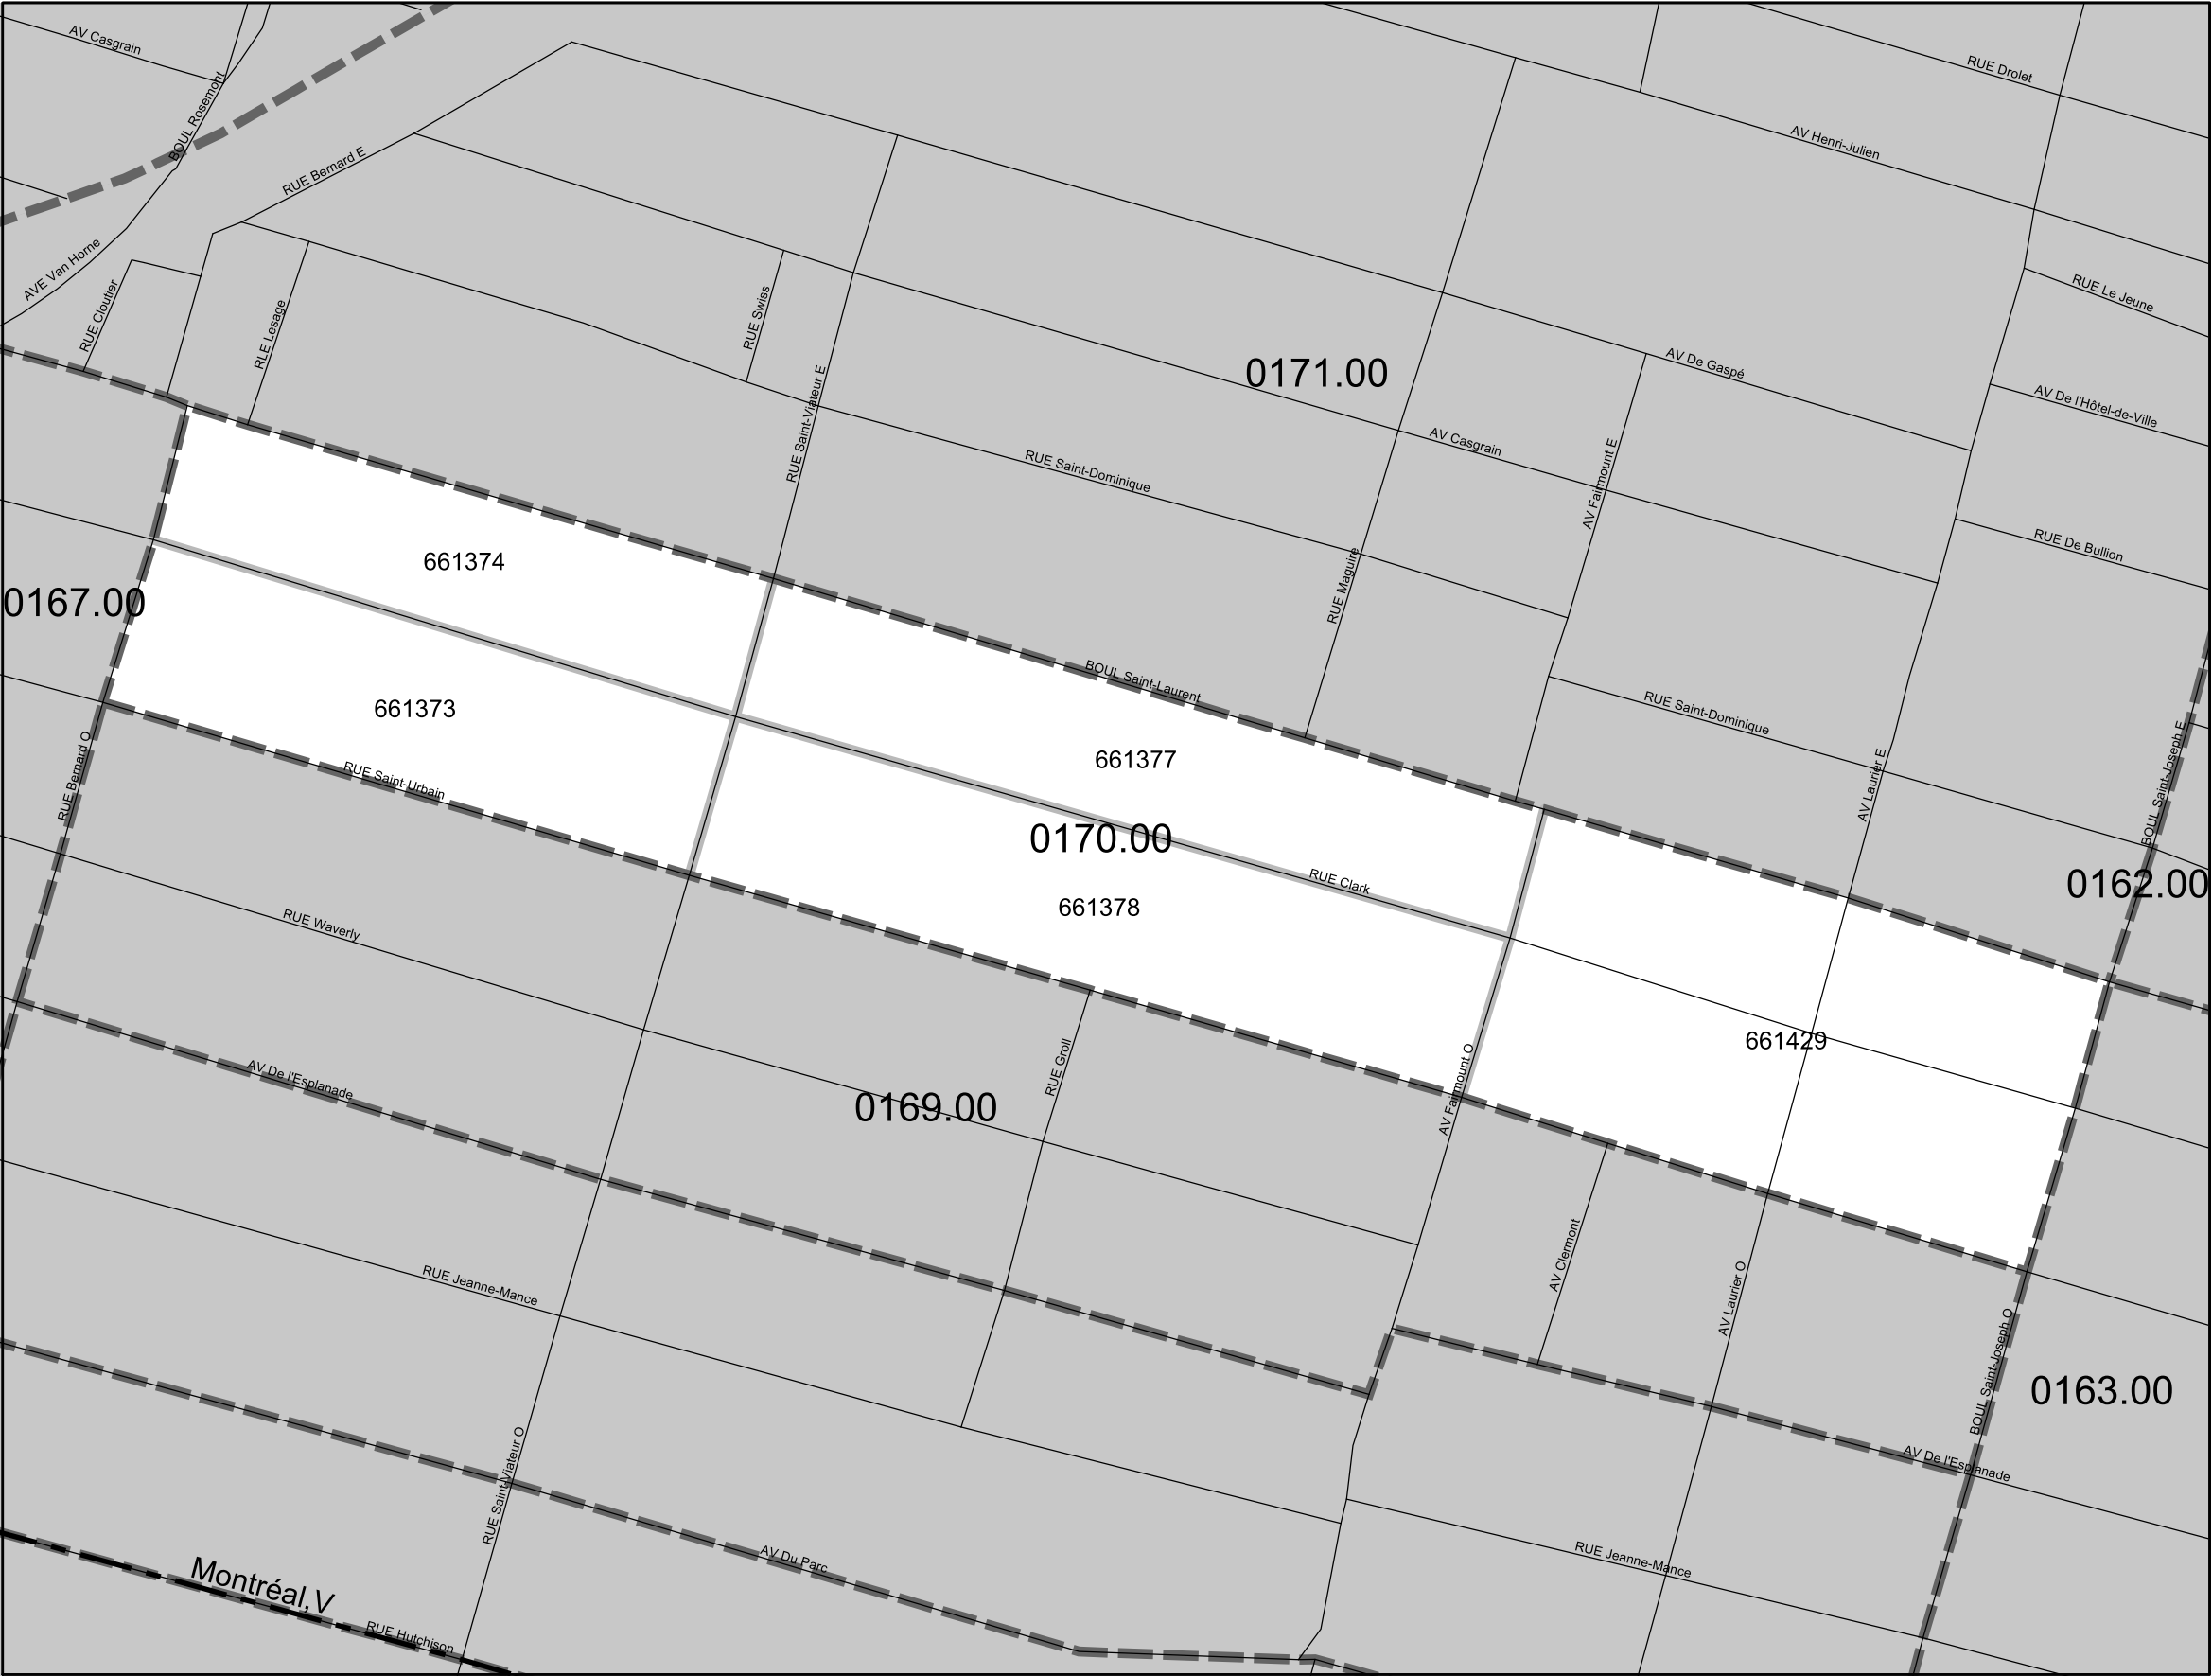 AV Casgrain
RUE Drolet
BOUL Rosemont
AV Henri-Julien
RUE Bernard E
AVE Van Horne
RUE Le Jeune
RUE Cloutier
RLE Lesage
RUE Swiss
0171.00
AV De Gaspé
RUE Saint-Viateur E
AV De l'Hôtel-de-Ville
AV Casgrain
RUE Saint-Dominique
AV Fairmount E
RUE De Bullion
661374
0167.00
RUE Maguire
BOUL Saint-Laurent
661373
RUE Saint-Dominique
RUE Bernard O
RUE Saint-Urbain
661377
AV Laurier E
BOUL Saint-Joseph E
0170.00
RUE Clark
0162.00
661378
RUE Waverly
661429
AV De l'Esplanade
RUE Groll
AV Fairmount O
0169.00
AV Clermont
RUE Jeanne-Mance
AV Laurier O
BOUL Saint-Joseph O
0163.00
AV De l'Esplanade
RUE Saint-Viateur O
AV Du Parc
RUE Jeanne-Mance
Montréal,V
RUE Hutchison